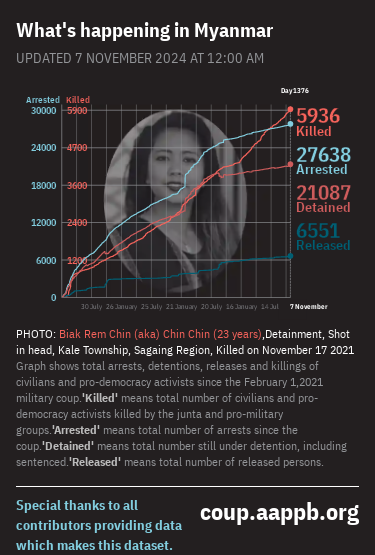 What's happening in Myanmar
UPDATED 7 NOVEMBER 2024 AT 12:00 AM
Day1376
Arrested Killed
30000 5900
24000 4700
18000 3600
12000 2400
6000 1200
0
5936
Killed
27638
Arrested
21087
Detained
6551
Released
30 July 26 January 25 July 21 January 20 July 16 January 14 Jul 7 November
PHOTO: Biak Rem Chin (aka) Chin Chin (23 years),Detainment, Shot
in head, Kale Township, Sagaing Region, Killed on November 17 2021
Graph shows total arrests, detentions, releases and killings of
civilians and pro-democracy activists since the February 1,2021
military coup.'Killed' means total number of civilians and pro-
democracy activists killed by the junta and pro-military
groups.'Arrested' means total number of arrests since the
coup.'Detained' means total number still under detention, including
sentenced.'Released' means total number of released persons.
Special thanks to all
contributors providing data
which makes this dataset.
coup.aappb.org